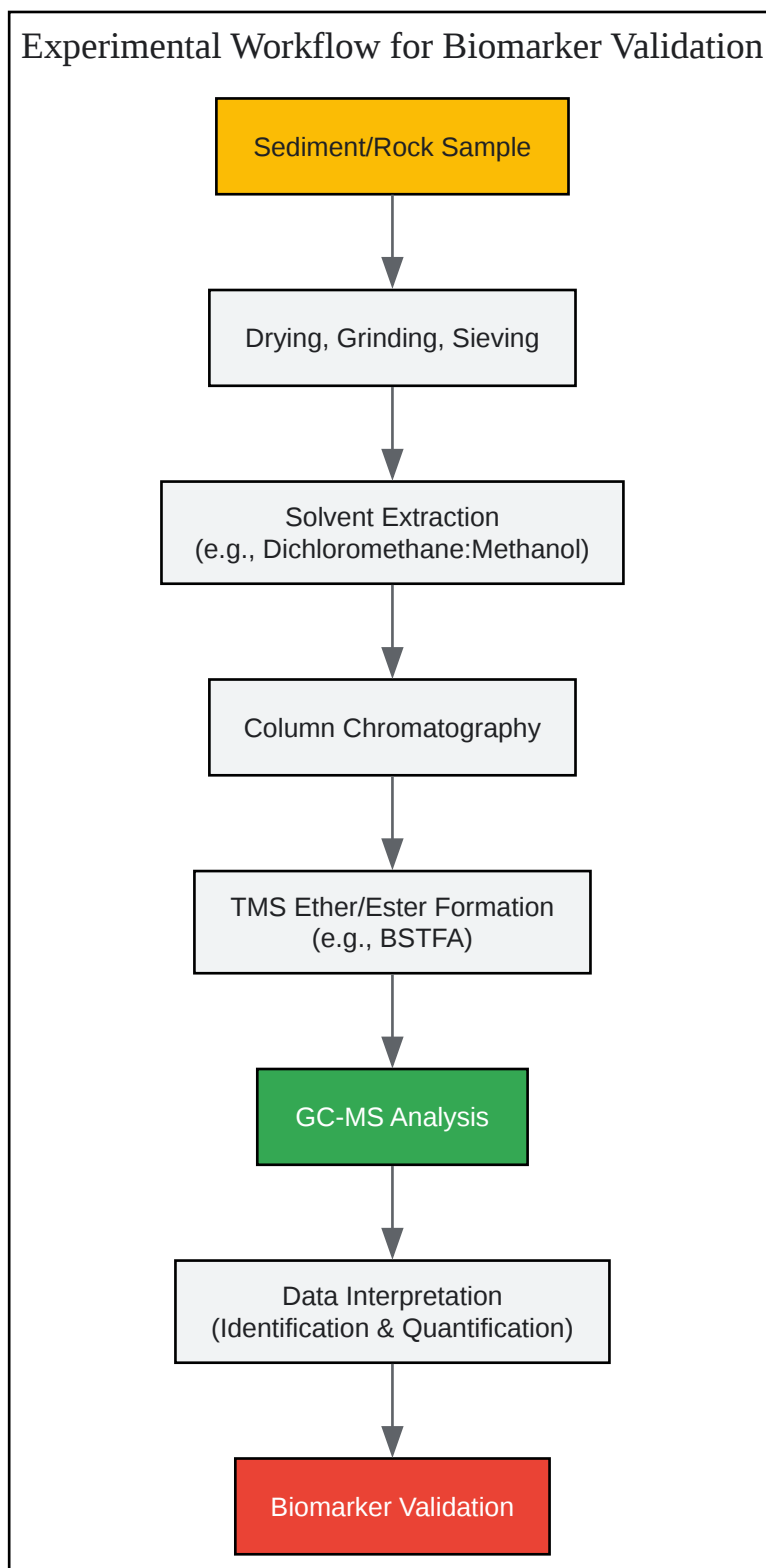 Experimental Workflow for Biomarker Validation
Sediment/Rock Sample
Drying, Grinding, Sieving
Solvent Extraction
(e.g., Dichloromethane:Methanol)
Column Chromatography
TMS Ether/Ester Formation
(e.g., BSTFA)
GC-MS Analysis
Data Interpretation
(Identification & Quantification)
Biomarker Validation